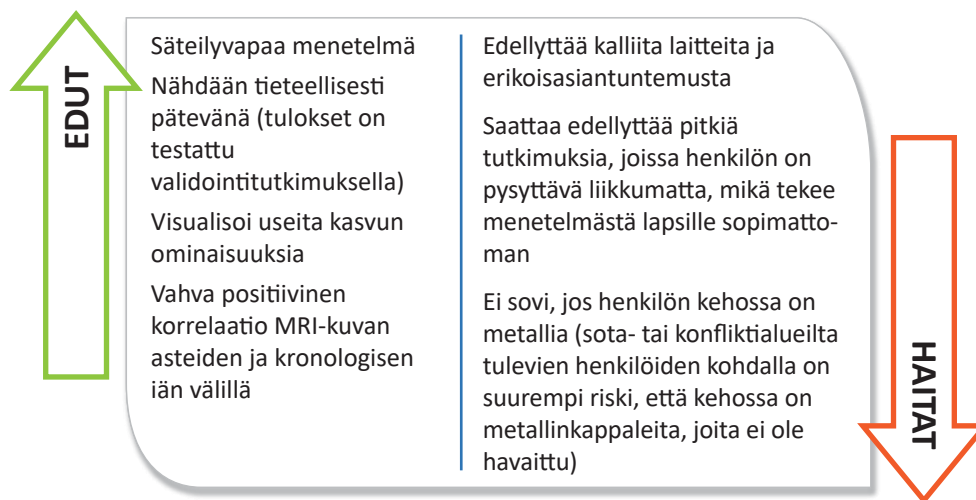 EDUT
Säteilyvapaa menetelmä
Nähdään tieteellisesti
pätevänä (tulokset on
testattu
validointitutkimuksella)
Visualisoi useita kasvun
ominaisuuksia
Vahva positiivinen
korrelaatio MRI-kuvan
asteiden ja kronologisen
iän välillä
Edellyttää kalliita laitteita ja
erikoisasiantuntemusta
Saattaa edellyttää pitkiä
tutkimuksia, joissa henkilön on
pysyttävä liikkumatta, mikä tekee
menetelmästä lapsille sopimatto-
man
Ei sovi, jos henkilön kehossa on
metallia (sota- tai konfliktialueilta
tulevien henkilöiden kohdalla on
suurempi riski, että kehossa on
metallinkappaleita, joita ei ole
havaittu)
HAITAT